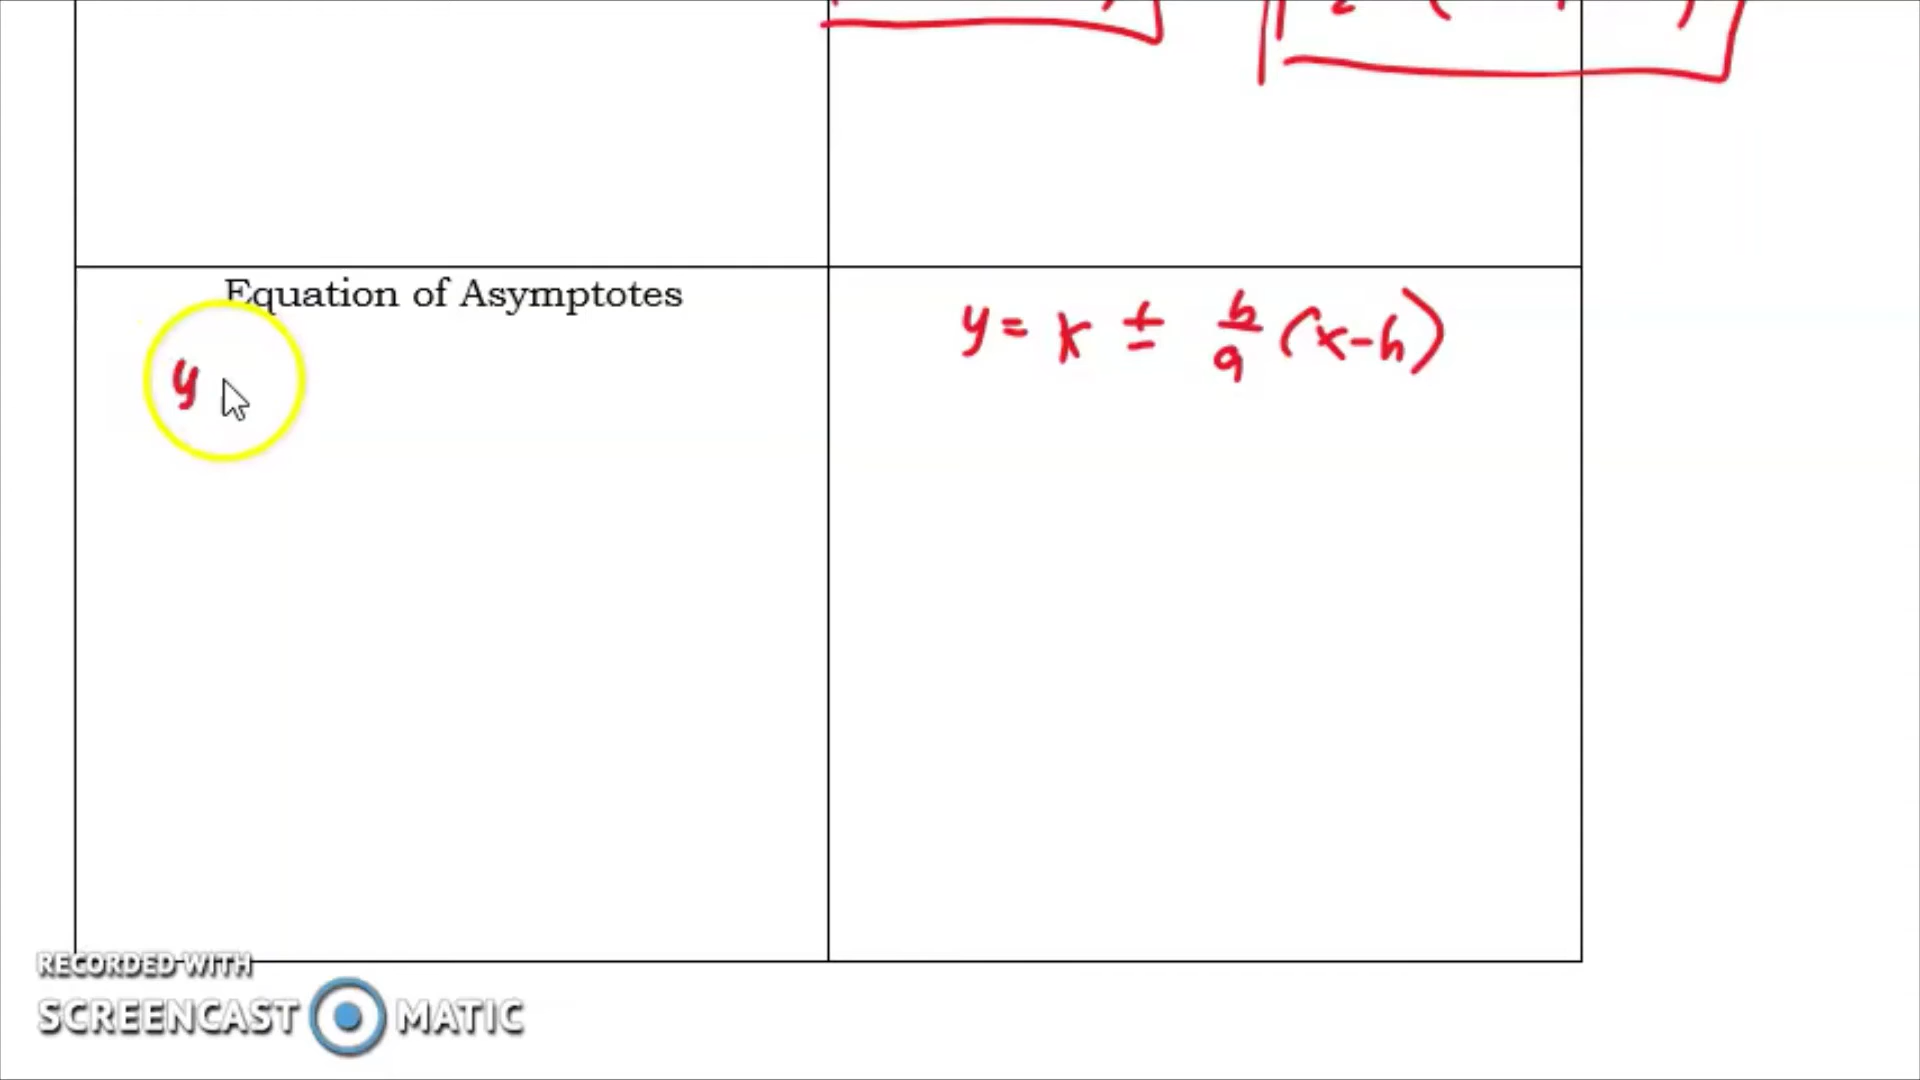 Equation of Asymptotes
y = k ± b/a (x-h)
y
RECORDED WITH
SCREENCAST MATIC